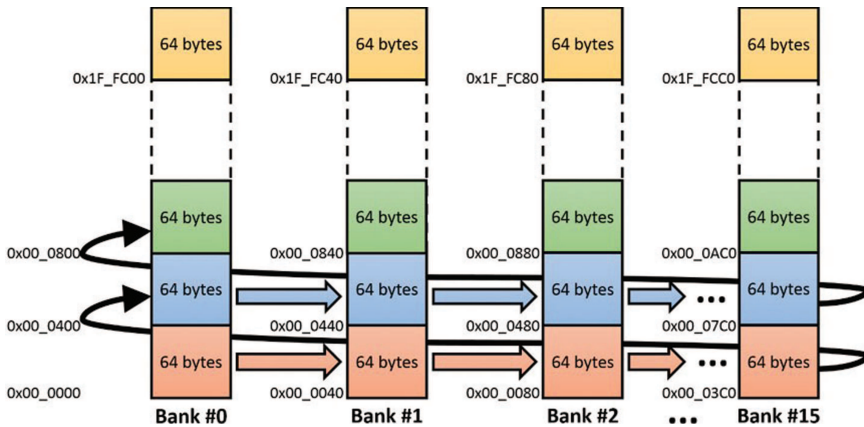 64 bytes 64 bytes 64 bytes 64 bytes
0x1F_FC00 0x1F_FC40 0x1F_FC80 0x1F_FCC0
64 bytes 64 bytes 64 bytes 64 bytes
0x00_0800 0x00_0840 0x00_0880 0x00_0AC0
64 bytes 64 bytes 64 bytes ... 64 bytes
0x00_0400 0x00_0440 0x00_0480 0x00_07C0
64 bytes 64 bytes 64 bytes ... 64 bytes
0x00_0000 0x00_0040 0x00_0080 0x00_03C0
Bank #0 Bank #1 Bank #2 ... Bank #15